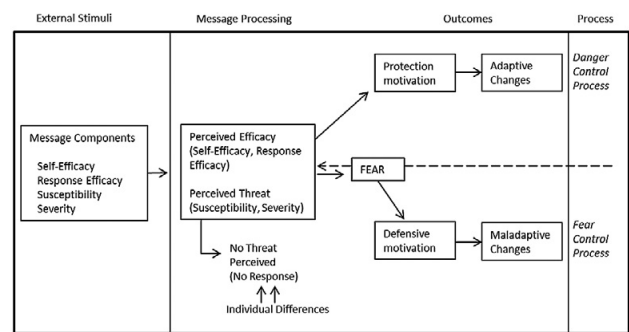 External Stimuli
Message Processing
Outcomes
Process
Message Components
Self-Efficacy
Response Efficacy
Susceptibility
Severity
Perceived Efficacy
(Self-Efficacy, Response
Efficacy)
Perceived Threat
(Susceptibility, Severity)
No Threat
Perceived
(No Response)
Individual Differences
Protection
motivation
Adaptive
Changes
FEAR
Defensive
motivation
Maladaptive
Changes
Danger
Control
Process
Fear
Control
Process